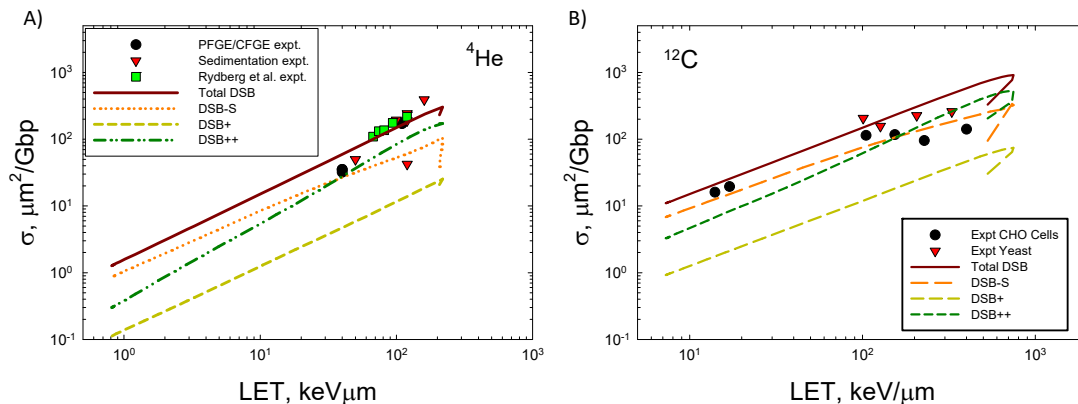 A)
PFGE/CFGE expt.
Sedimentation expt.
Rydberg et al. expt.
Total DSB
DSB-S
DSB+
DSB++
⁴He
10³
10²
10¹
10⁰
10⁻¹
σ, μm²/Gbp
10⁰ 10¹ 10² 10³
LET, keVμm
B)
¹²C
10³
10²
10¹
10⁰
10⁻¹
σ, μm²/Gbp
Expt CHO Cells
Expt Yeast
Total DSB
DSB-S
DSB+
DSB++
10¹ 10² 10³
LET, keV/μm